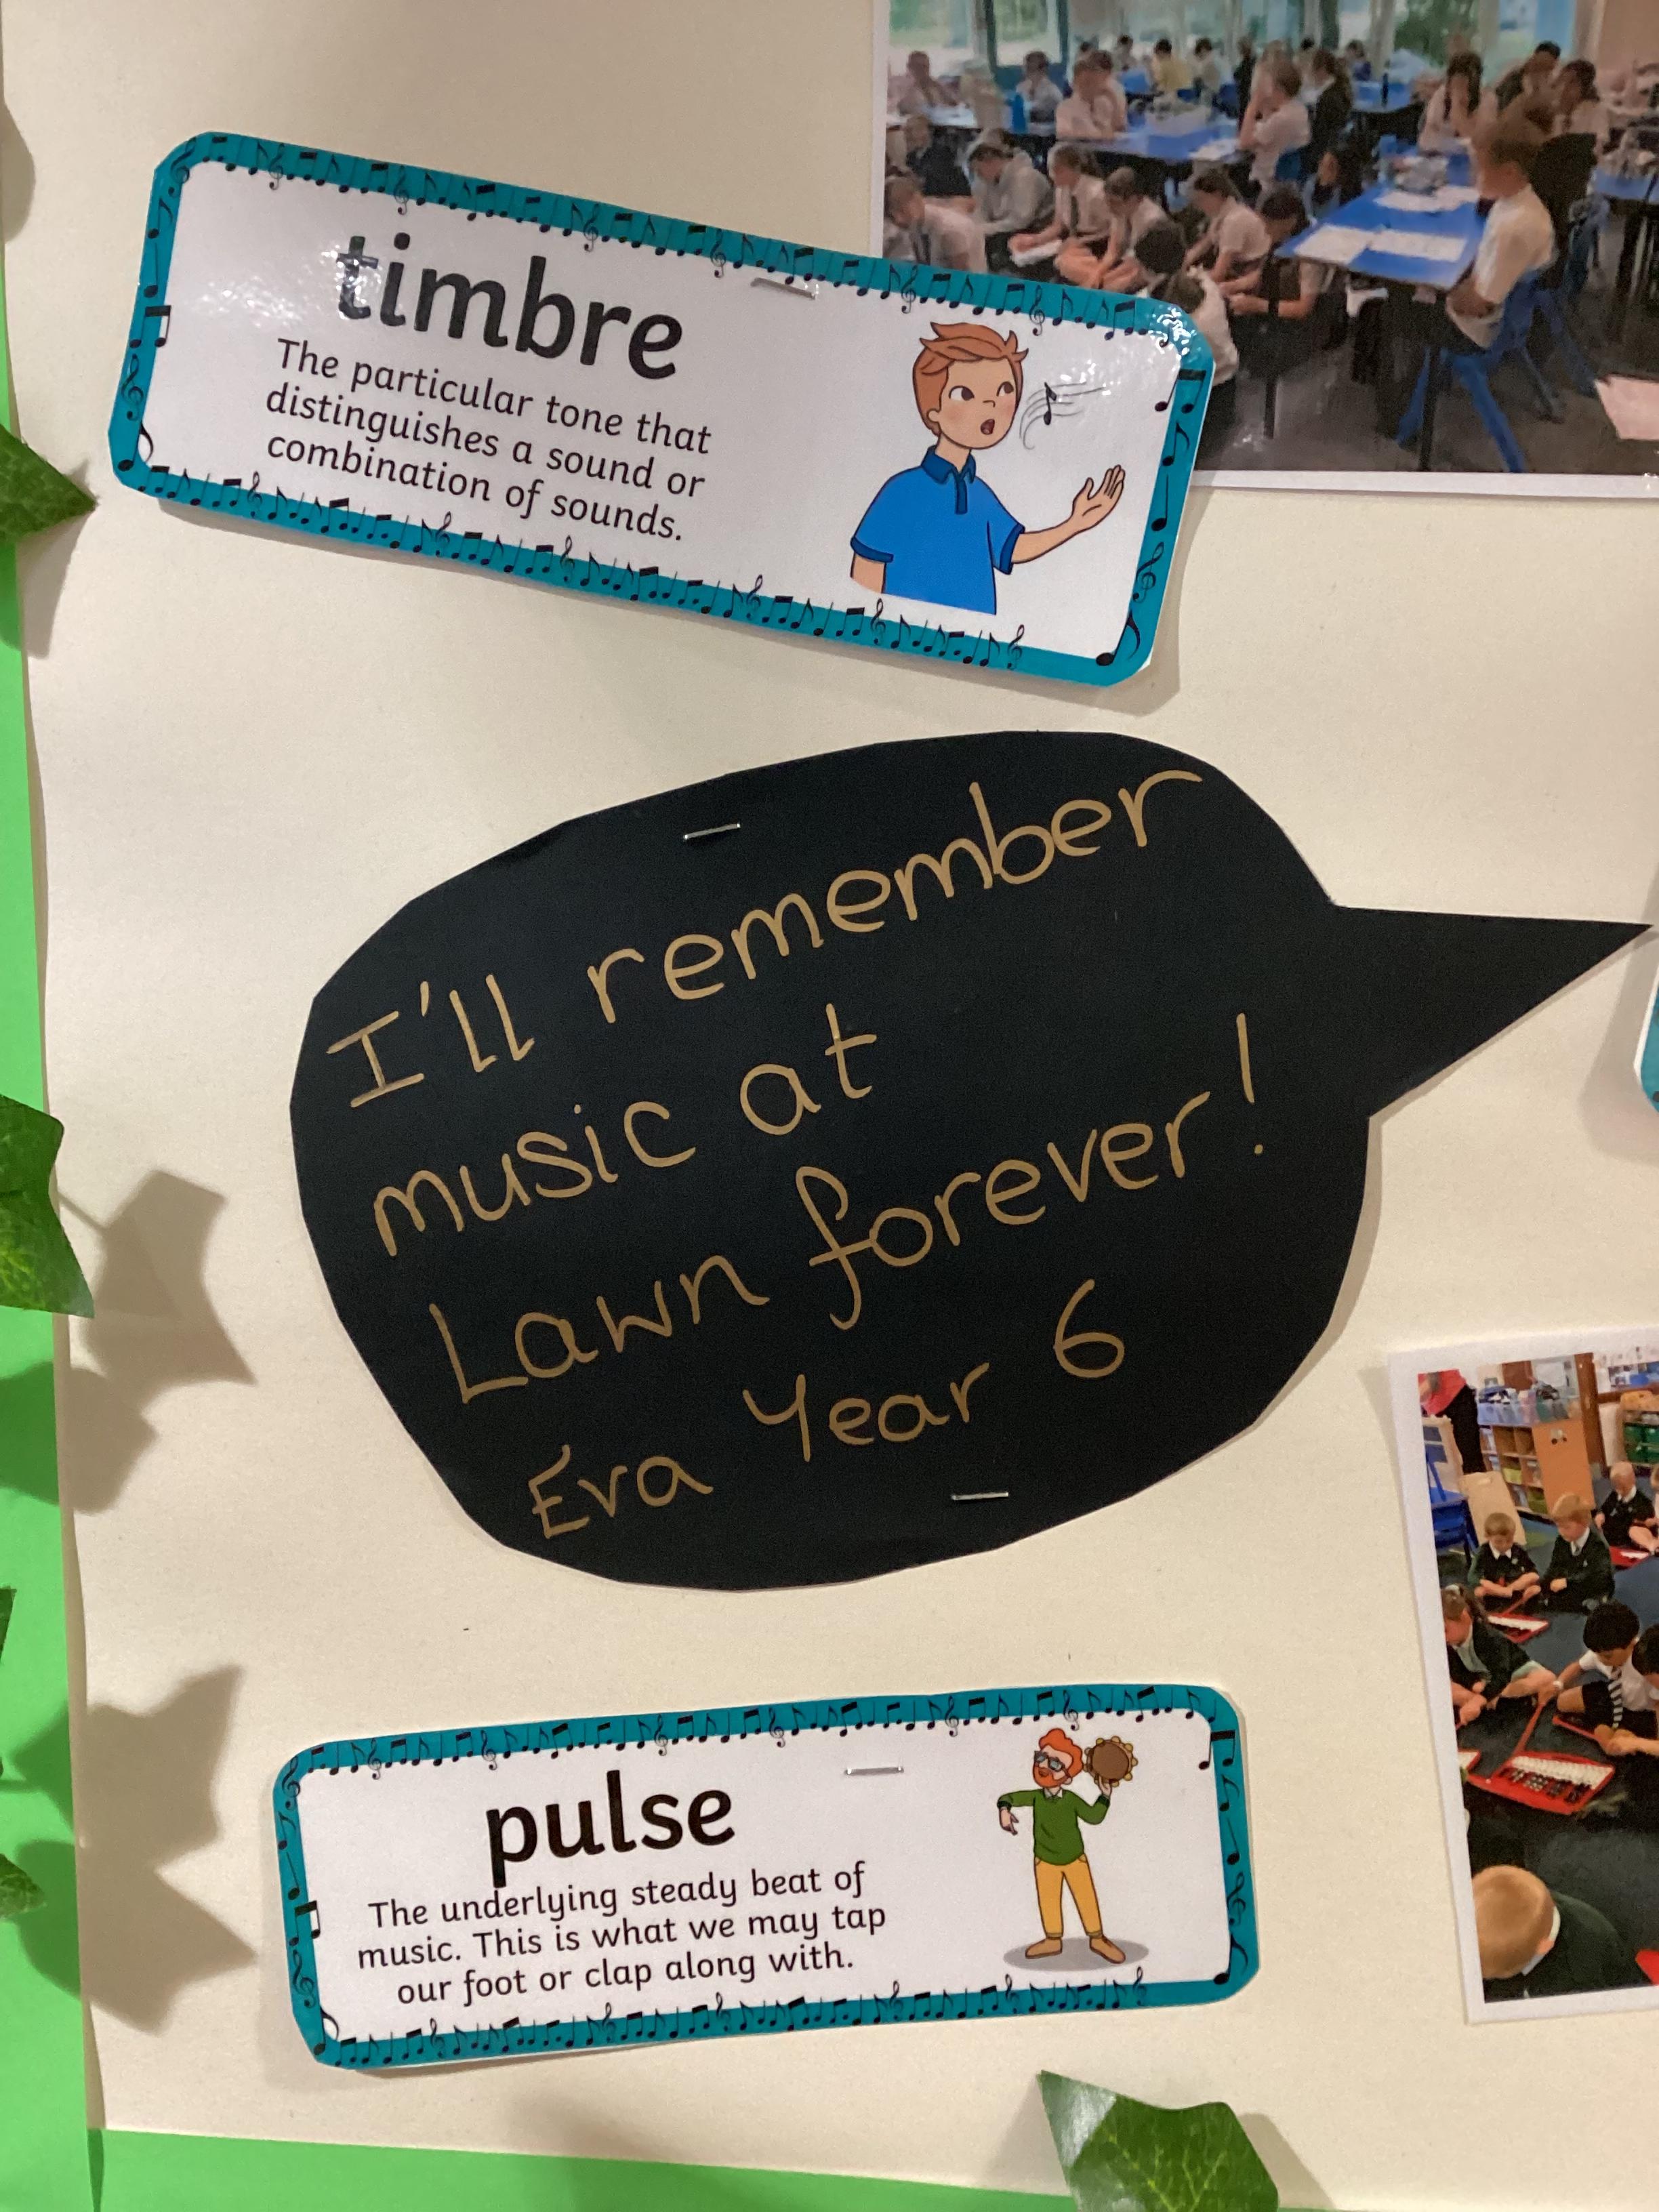 timbre
The particular tone that
distinguishes a sound or
combination of sounds.
I'll remember
music at
Lawn forever!
Eva Year 6
pulse
The underlying steady beat of
music. This is what we may tap
our foot or clap along with.